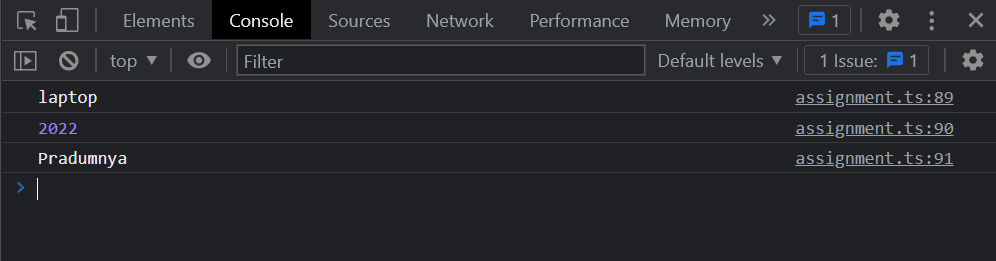 Elements Console Sources Network Performance Memory » 1
top ▼ Filter Default levels ▼ 1 Issue: 1
laptop assignment.ts:89
2022 assignment.ts:90
Pradumnya assignment.ts:91
>